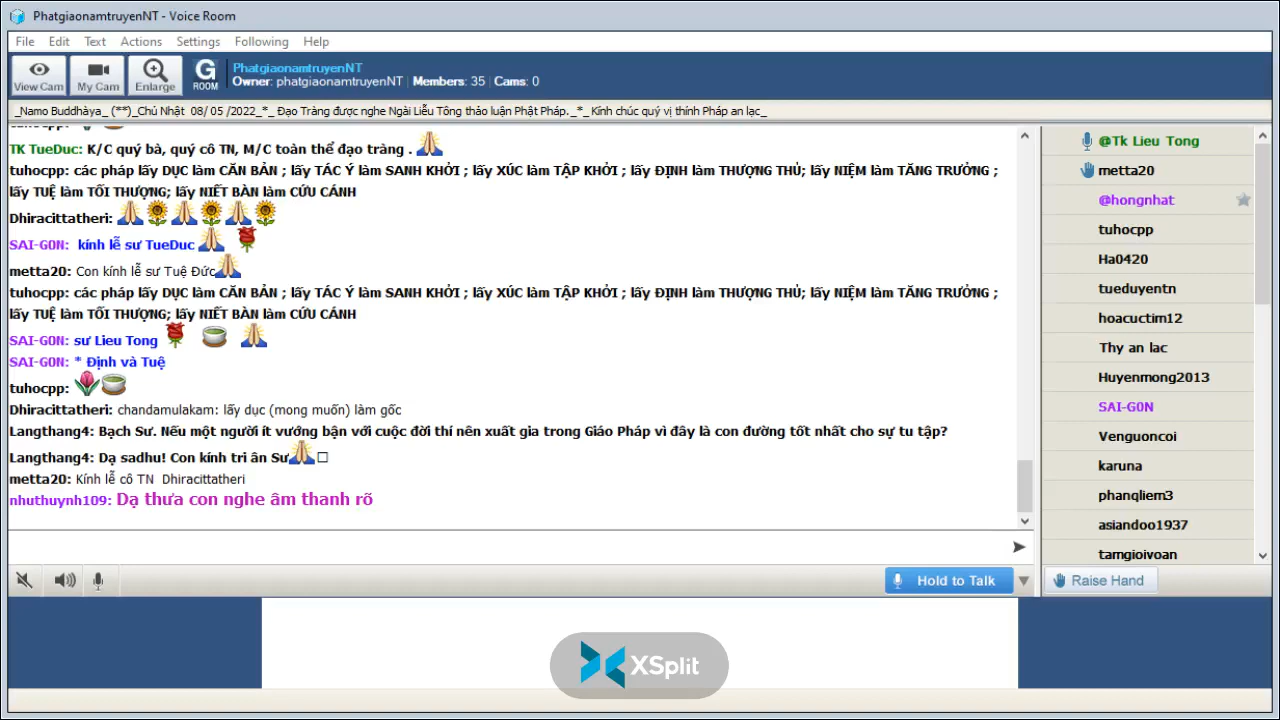 PhatgiaonamtruyenNT - Voice Room
File Edit Text Actions Settings Following Help
View Cam My Cam Enlarge G ROOM
PhatgiaonamtruyenNT
Owner: phatgiaonamtruyenNT | Members: 35 | Cams: 0
_Namo Buddhàya_ (**)_Chủ Nhật 08/ 05 /2022_*_ Đạo Tràng được nghe Ngài Liễu Tông thảo luận Phật Pháp._*_ Kính chúc quý vị thính Pháp an lạc_
TK TueDuc: K/C quý bà, quý cô TN, M/C toàn thể đạo tràng .
tuhocpp: các pháp lấy DỤC làm CĂN BẢN ; lấy TÁC Ý làm SANH KHỞI ; lấy XÚC làm TẬP KHỞI ; lấy ĐỊNH làm THƯỢNG THỦ; lấy NIỆM làm TĂNG TRƯỞNG ;
lấy TUỆ làm TỐI THƯỢNG; lấy NIẾT BÀN làm CỨU CÁNH
Dhiracittatheri:
SAI-G0N: kính lễ sư TueDuc
metta20: Con kính lễ sư Tuệ Đức
tuhocpp: các pháp lấy DỤC làm CĂN BẢN ; lấy TÁC Ý làm SANH KHỞI ; lấy XÚC làm TẬP KHỞI ; lấy ĐỊNH làm THƯỢNG THỦ; lấy NIỆM làm TĂNG TRƯỞNG ;
lấy TUỆ làm TỐI THƯỢNG; lấy NIẾT BÀN làm CỨU CÁNH
SAI-G0N: sư Lieu Tong
SAI-G0N: * Định và Tuệ
tuhocpp:
Dhiracittatheri: chandamulakam: lấy dục (mong muốn) làm gốc
Langthang4: Bạch Sư. Nếu một người ít vướng bận với cuộc đời thì nên xuất gia trong Giáo Pháp vì đây là con đường tốt nhất cho sự tu tập?
Langthang4: Dạ sadhu! Con kính tri ân Sư
metta20: Kính lễ cô TN Dhiracittatheri
nhuthuynh109: Dạ thưa con nghe âm thanh rõ
@Tk Lieu Tong
metta20
@hongnhat
tuhocpp
Ha0420
tueduyentn
hoacuctim12
Thy an lac
Huyenmong2013
SAI-G0N
Venguoncoi
karuna
phanqliem3
asiandoo1937
tamgioivoan
Hold to Talk
Raise Hand
XSplit